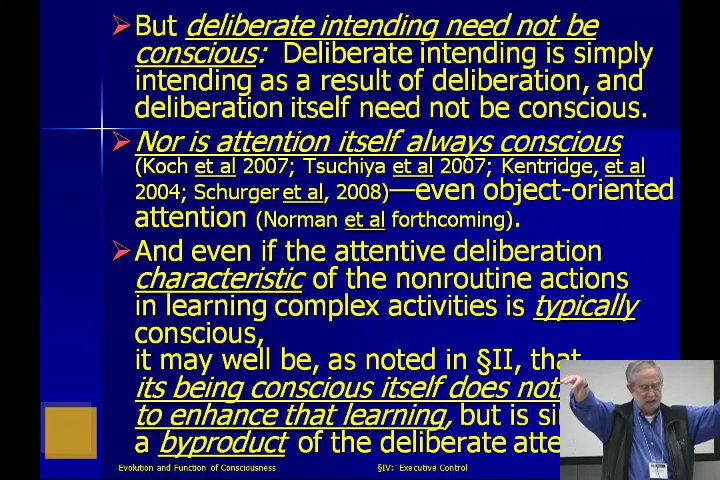 But deliberate intending need not be
conscious: Deliberate intending is simply
intending as a result of deliberation, and
deliberation itself need not be conscious.
Nor is attention itself always conscious
(Koch et al 2007; Tsuchiya et al 2007; Kentridge, et al
2004; Schurger et al, 2008)—even object-oriented
attention (Norman et al forthcoming).
And even if the attentive deliberation
characteristic of the nonroutine actions
in learning complex activities is typically
conscious,
it may well be, as noted in §II, that
its being conscious itself does not
to enhance that learning, but is
a byproduct of the deliberate
Evolution and Function of Consciousness
§IV: Executive Control